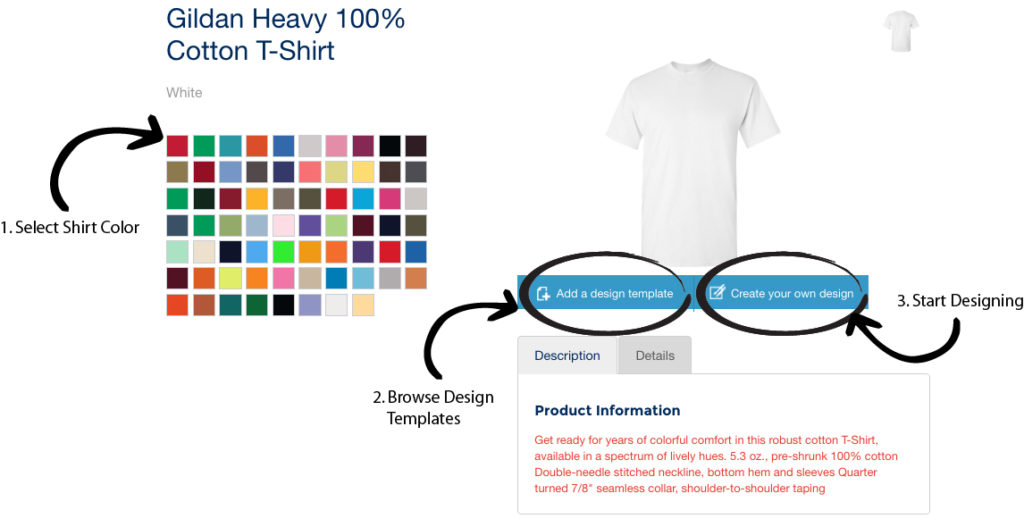 Gildan Heavy 100%
Cotton T-Shirt
White
1. Select Shirt Color
Add a design template
Create your own design
3. Start Designing
2. Browse Design
Templates
Description
Details
Product Information
Get ready for years of colorful comfort in this robust cotton T-Shirt,
available in a spectrum of lively hues. 5.3 oz., pre-shrunk 100% cotton
Double-needle stitched neckline, bottom hem and sleeves Quarter
turned 7/8" seamless collar, shoulder-to-shoulder taping